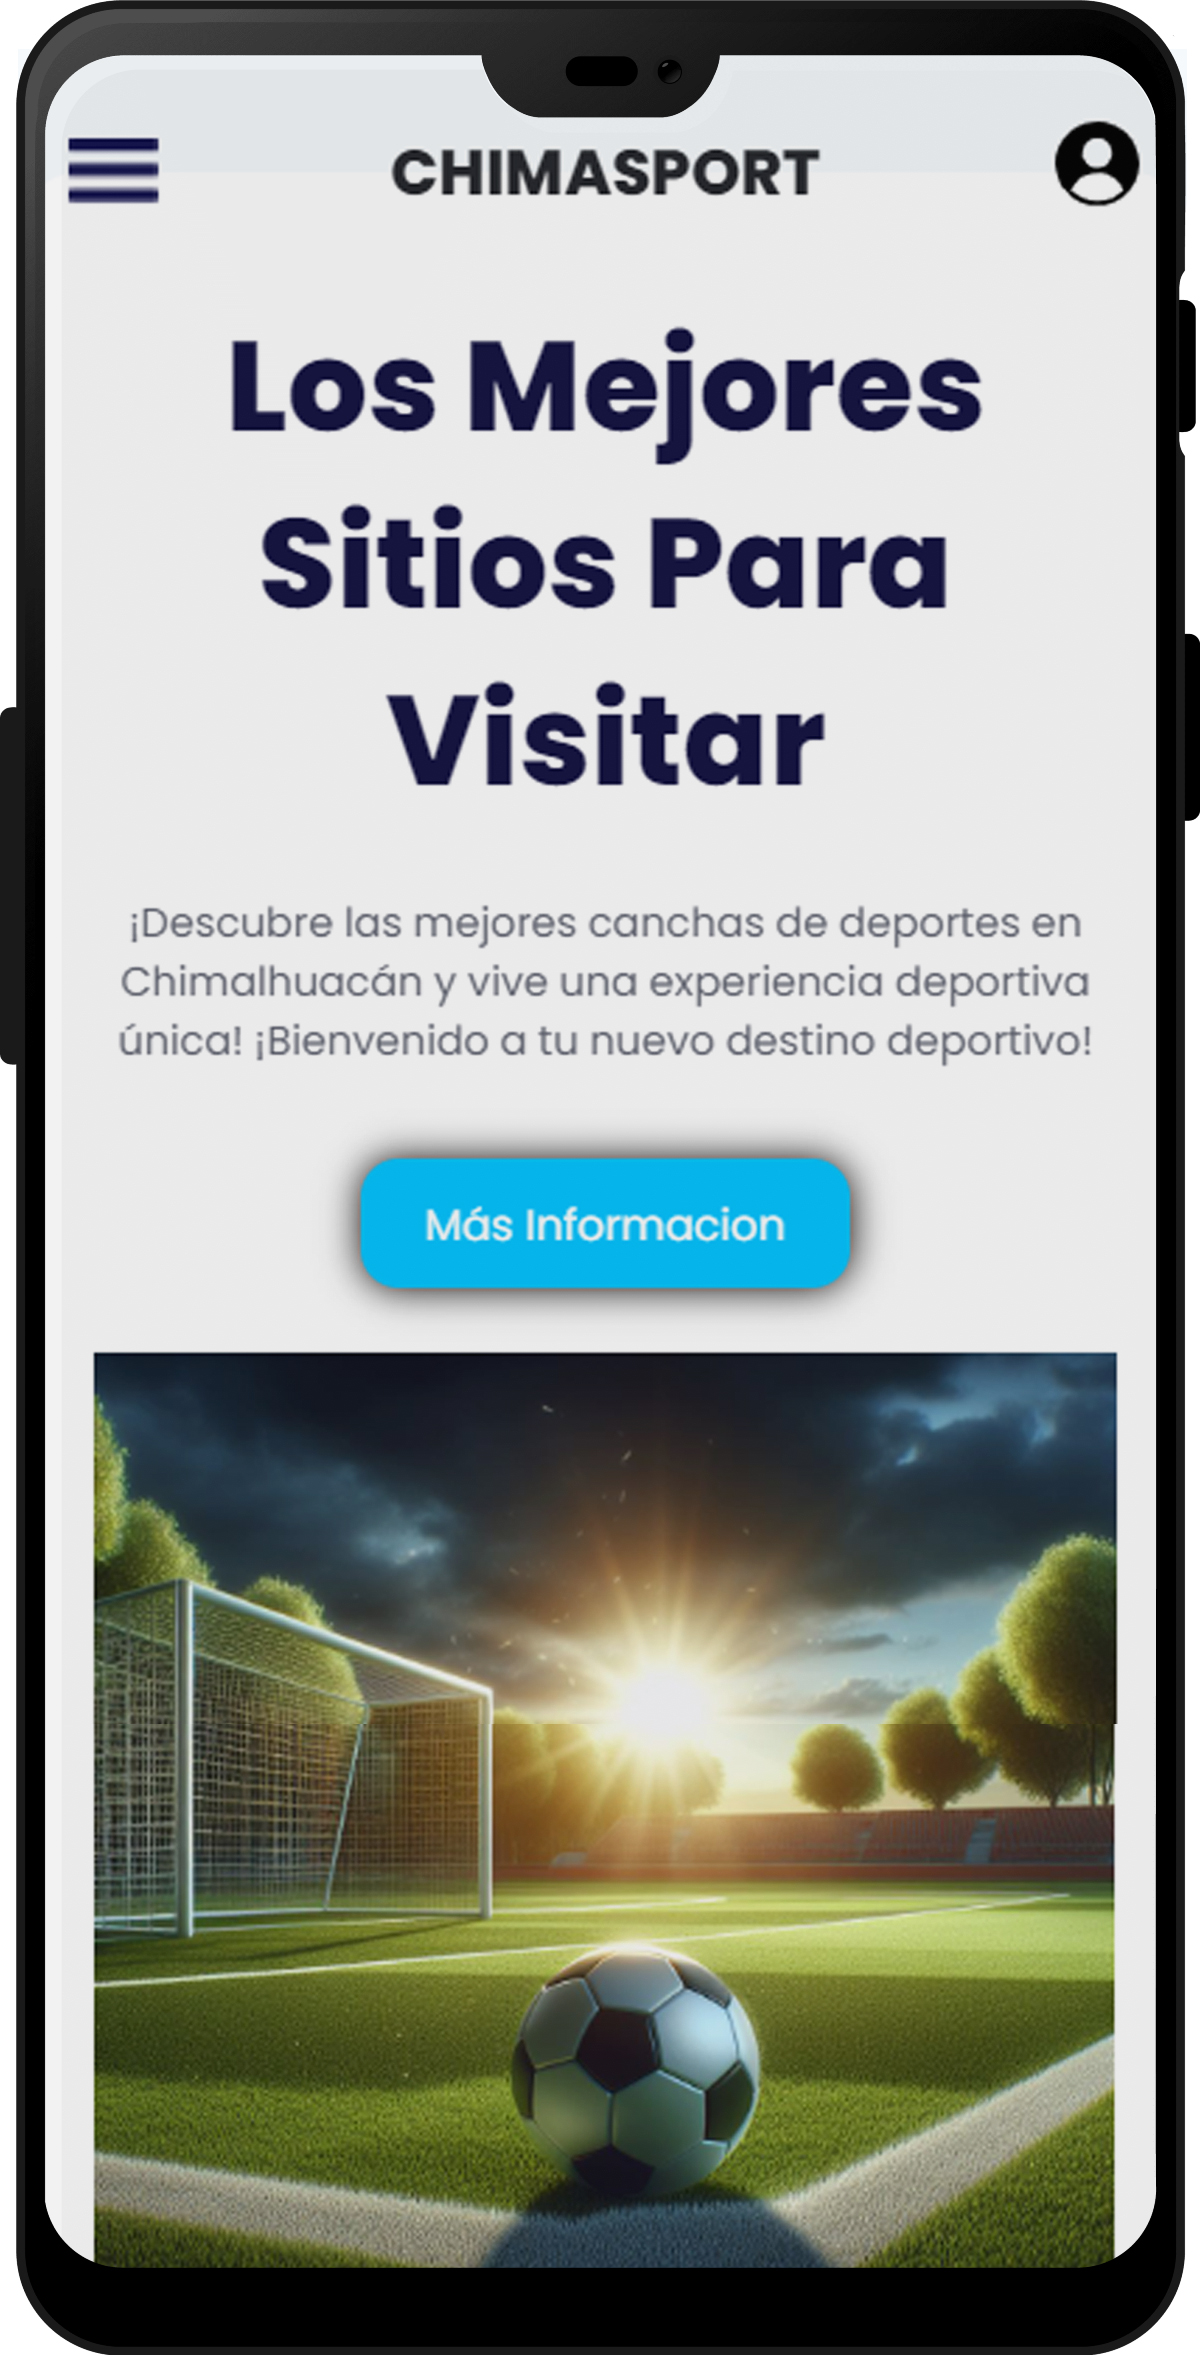 CHIMASPORT
Los Mejores
Sitios Para
Visitar
¡Descubre las mejores canchas de deportes en
Chimalhuacán y vive una experiencia deportiva
única! ¡Bienvenido a tu nuevo destino deportivo!
Más Informacion